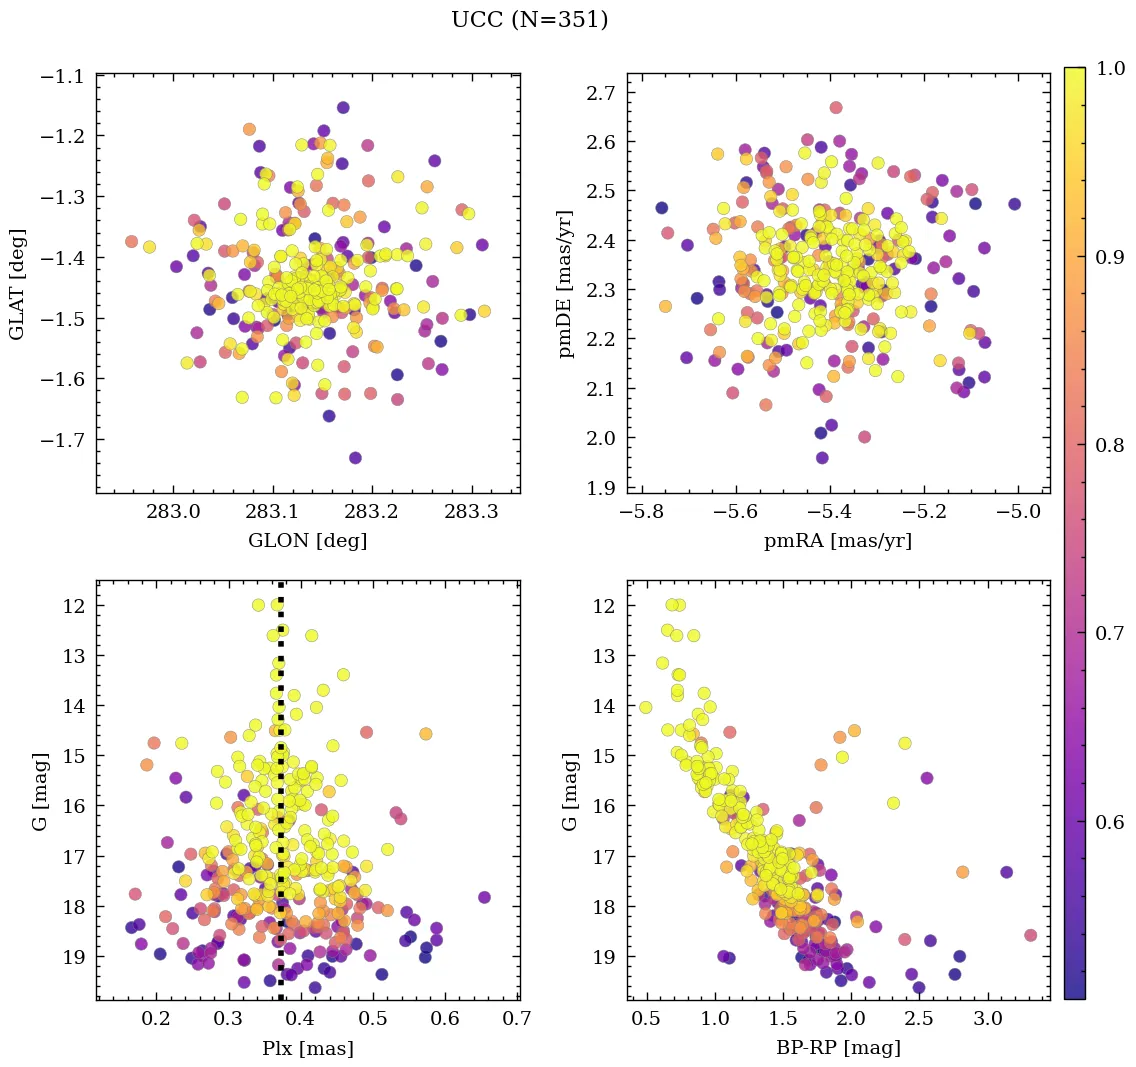 UCC (N=351)
−1.1
−1.2
−1.3
−1.4
−1.5
−1.6
−1.7
GLAT [deg]
283.0 283.1 283.2 283.3
GLON [deg]
2.7
2.6
2.5
2.4
2.3
2.2
2.1
2.0
1.9
pmDE [mas/yr]
−5.8 −5.6 −5.4 −5.2 −5.0
pmRA [mas/yr]
12
13
14
15
16
17
18
19
G [mag]
0.2 0.3 0.4 0.5 0.6 0.7
Plx [mas]
12
13
14
15
16
17
18
19
G [mag]
0.5 1.0 1.5 2.0 2.5 3.0
BP-RP [mag]
1.0
0.9
0.8
0.7
0.6